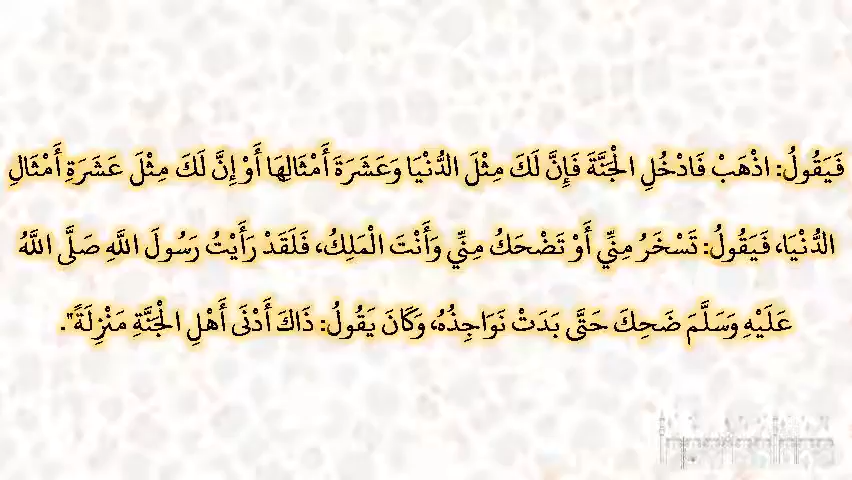 فَيَقُولُ: اذْهَبْ فَادْخُلِ الْجَنَّةَ فَإِنَّ لَكَ مِثْلَ الدُّنْيَا وَعَشَرَةَ أَمْثَالِهَا أَوْ إِنَّ لَكَ مِثْلَ عَشَرَةِ أَمْثَالِ
الدُّنْيَا، فَيَقُولُ: تَسْخَرُ مِنِّي أَوْ تَضْحَكُ مِنِّي وَأَنْتَ الْمَلِكُ، فَلَقَدْ رَأَيْتُ رَسُولَ اللَّهِ صَلَّى اللَّهُ
عَلَيْهِ وَسَلَّمَ ضَحِكَ حَتَّى بَدَتْ نَوَاجِذُهُ، وَكَانَ يَقُولُ: ذَاكَ أَدْنَى أَهْلِ الْجَنَّةِ مَنْزِلَةً".